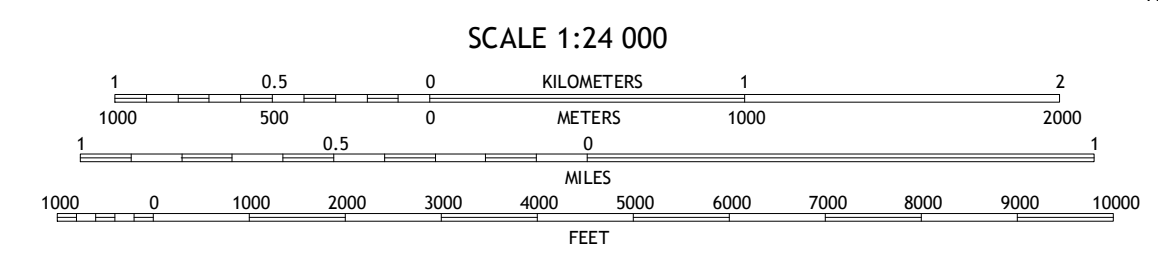 SCALE 1:24 000
1 0.5 0 KILOMETERS 1 2
1000 500 0 METERS 1000 2000
1 0.5 0 1
MILES
1000 0 1000 2000 3000 4000 5000 6000 7000 8000 9000 10000
FEET